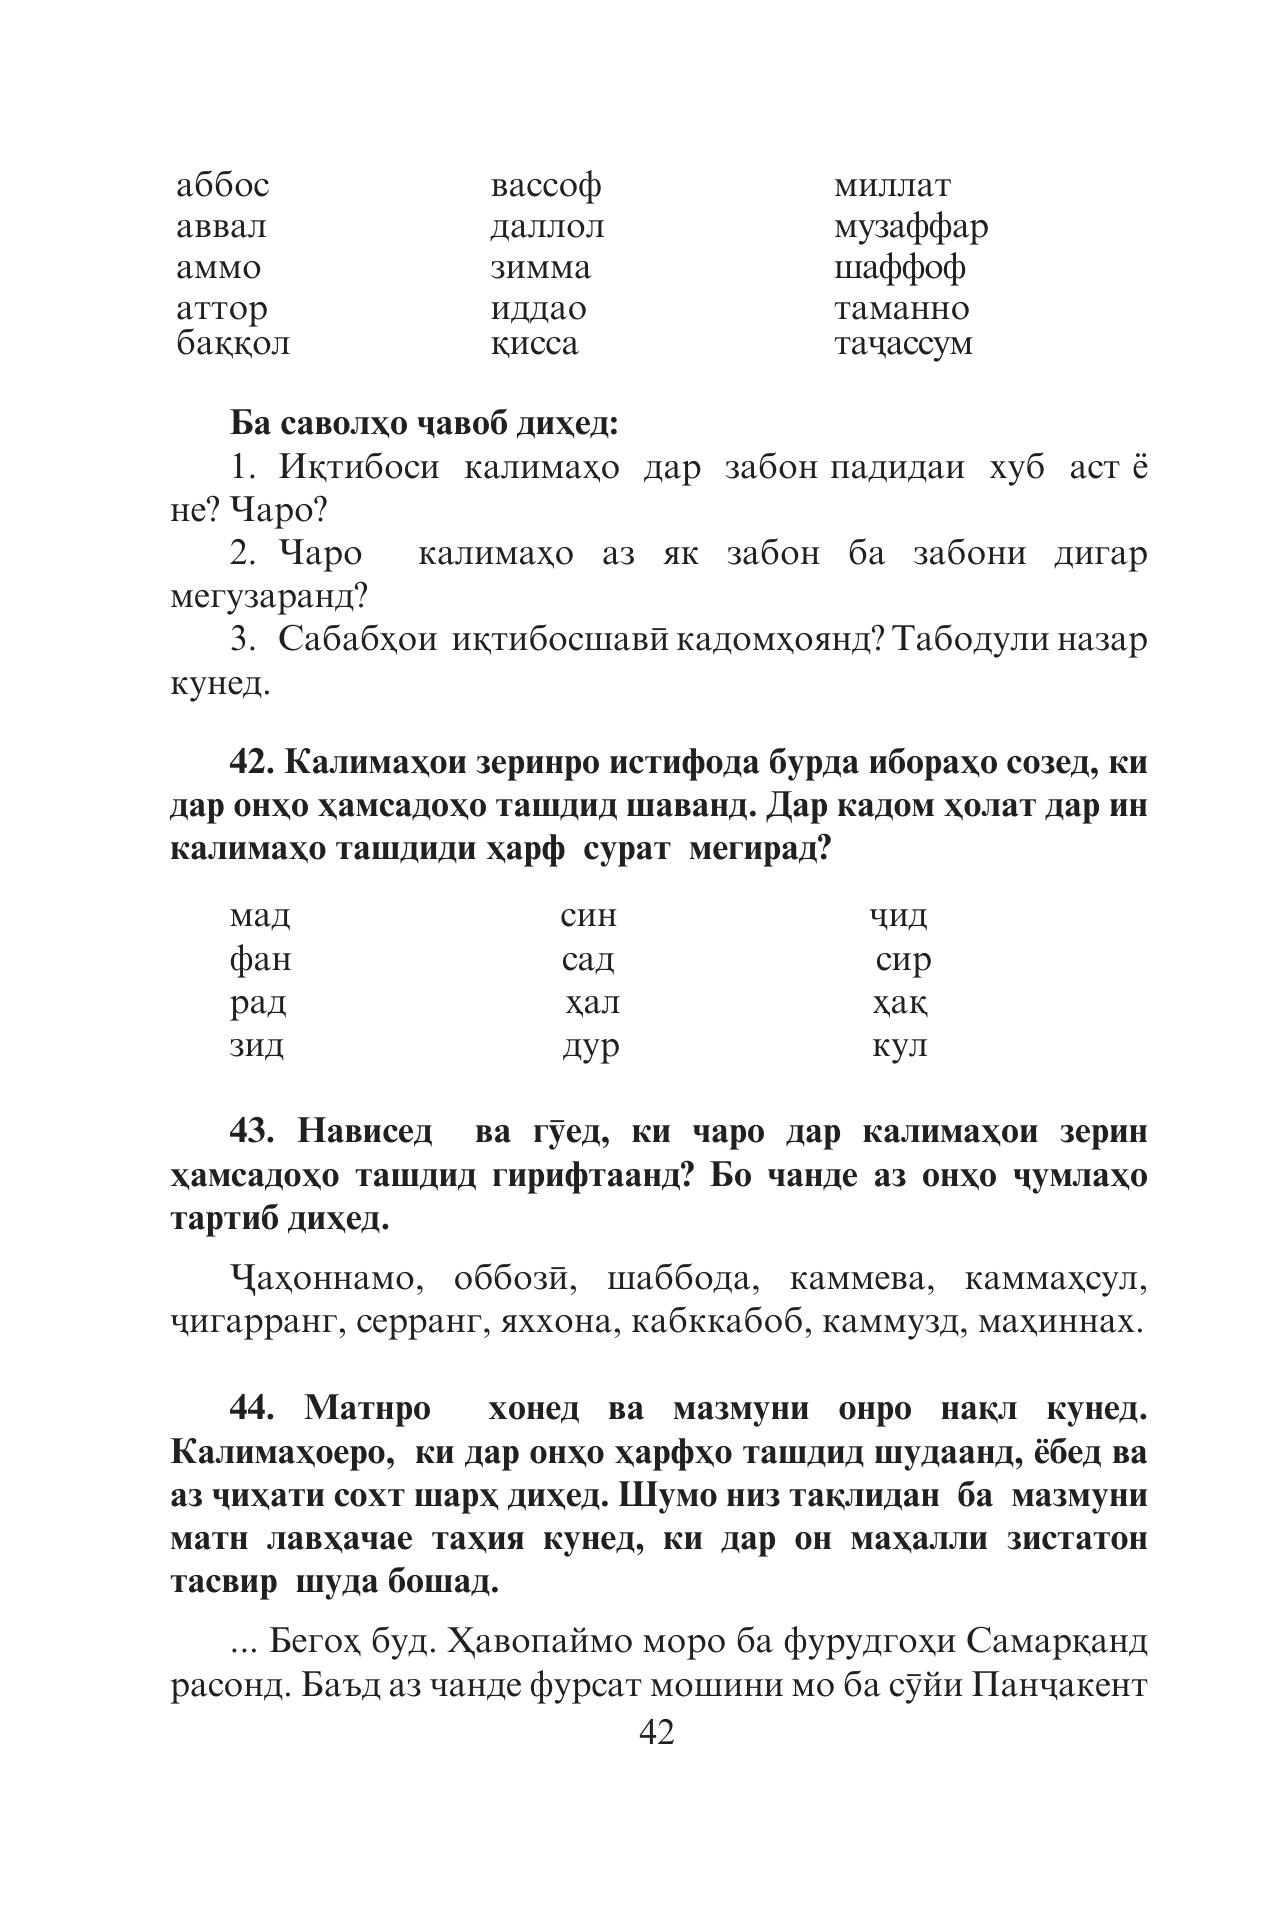 аббос вассоф миллат
аввал даллол музаффар
аммо зимма шаффоф
аттор иддао таманно
баққол қисса таҷассум
Ба саволҳо ҷавоб диҳед:
1. Иқтибоси калимаҳо дар забон падидаи хуб аст ё
не? Чаро?
2. Чаро калимаҳо аз як забон ба забони дигар
мегузаранд?
3. Сабабҳои иқтибосшавӣ кадомҳоянд? Табодули назар
кунед.
42. Калимаҳои зеринро истифода бурда ибораҳо созед, ки
дар онҳо ҳамсадоҳо ташдид шаванд. Дар кадом ҳолат дар ин
калимаҳо ташдиди ҳарф сурат мегирад?
мад син ҷид
фан сад сир
рад ҳал ҳақ
зид дур кул
43. Нависед ва гӯед, ки чаро дар калимаҳои зерин
ҳамсадоҳо ташдид гирифтаанд? Бо чанде аз онҳо ҷумлаҳо
тартиб диҳед.
Ҷаҳоннамо, оббозӣ, шаббода, каммева, каммаҳсул,
ҷигарранг, серранг, яххона, кабккабоб, каммузд, маҳиннах.
44. Матнро хонед ва мазмуни онро нақл кунед.
Калимаҳоеро, ки дар онҳо ҳарфҳо ташдид шудаанд, ёбед ва
аз ҷиҳати сохт шарҳ диҳед. Шумо низ тақлидан ба мазмуни
матн лавҳачае таҳия кунед, ки дар он маҳалли зистатон
тасвир шуда бошад.
... Бегоҳ буд. Ҳавопаймо моро ба фурудгоҳи Самарқанд
расонд. Баъд аз чанде фурсат мошини мо ба сӯйи Панҷакент
42